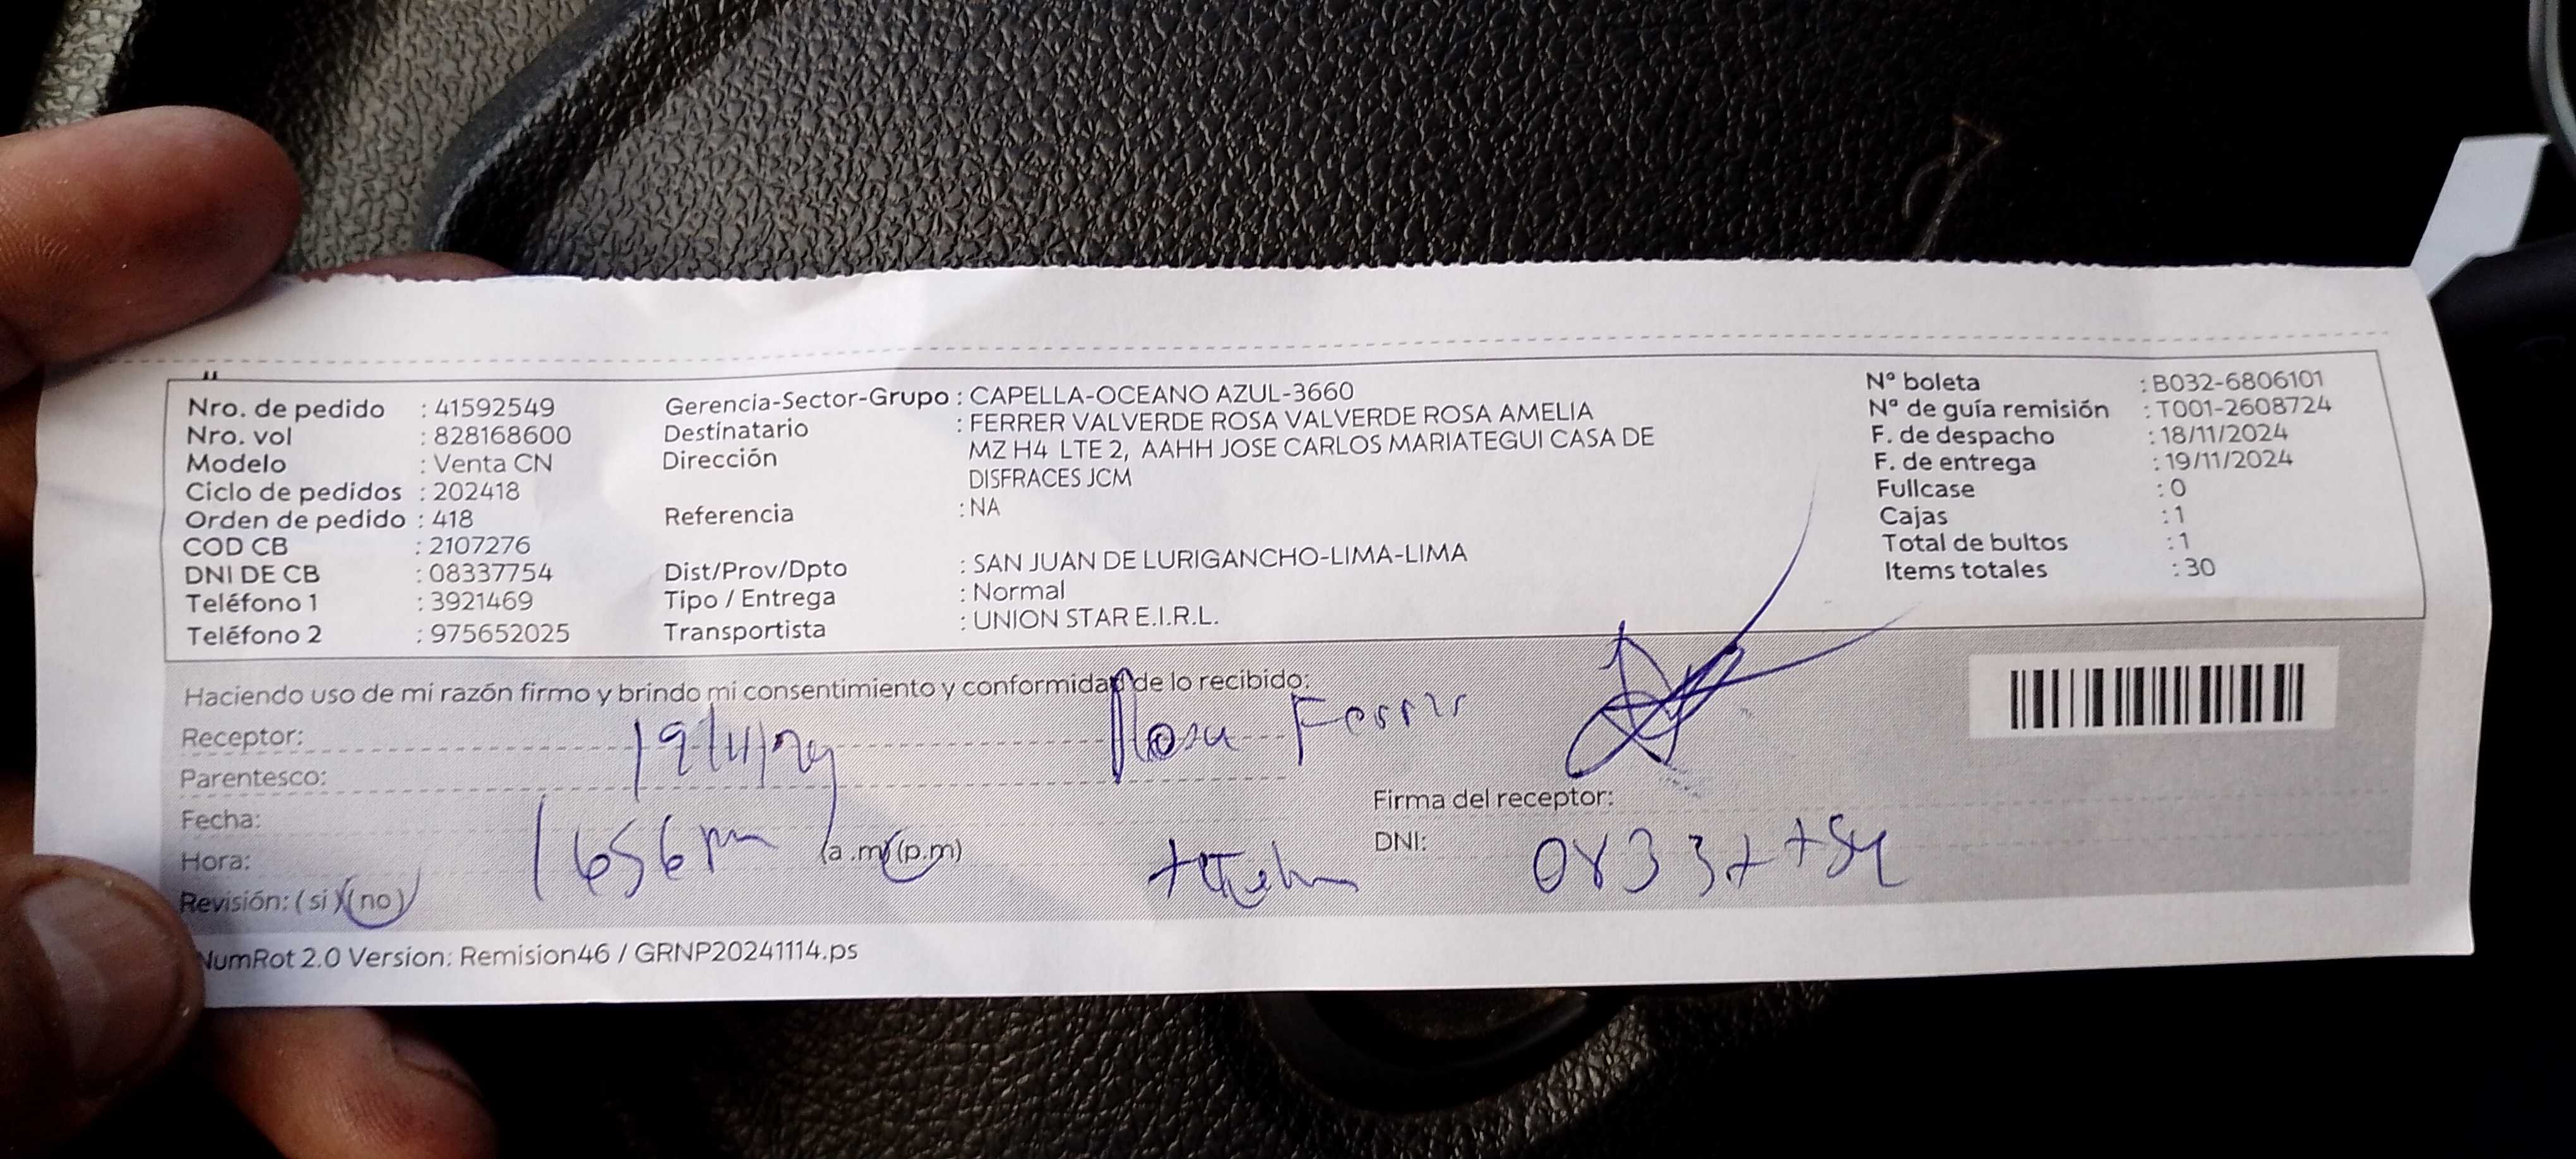 Nro. de pedido : 41592549
Nro. vol : 828168600
Modelo : Venta CN
Ciclo de pedidos : 202418
Orden de pedido : 418
COD CB : 2107276
DNI DE CB : 08337754
Teléfono 1 : 3921469
Teléfono 2 : 975652025
Gerencia-Sector-Grupo : CAPELLA-OCEANO AZUL-3660
Destinatario : FERRER VALVERDE ROSA VALVERDE ROSA AMELIA
Dirección MZ H4 LTE 2, AAHH JOSE CARLOS MARIATEGUI CASA DE
DISFRACES JCM
Referencia : NA
Dist/Prov/Dpto : SAN JUAN DE LURIGANCHO-LIMA-LIMA
Tipo / Entrega : Normal
Transportista : UNION STAR E.I.R.L.
Nº boleta : B032-6806101
Nº de guía remisión : T001-2608724
F. de despacho : 18/11/2024
F. de entrega : 19/11/2024
Fullcase : 0
Cajas : 1
Total de bultos : 1
Items totales : 30
Haciendo uso de mi razón firmo y brindo mi consentimiento y conformidad de lo recibido:
Receptor: 19/11/24 Rosa Ferrer
Parentesco:
Fecha:
Hora: 1656 pm (a.m) (p.m)
Revisión: (si) (no)
Firma del receptor:
DNI: 08337754
NumRot 2.0 Version: Remision46 / GRNP20241114.ps